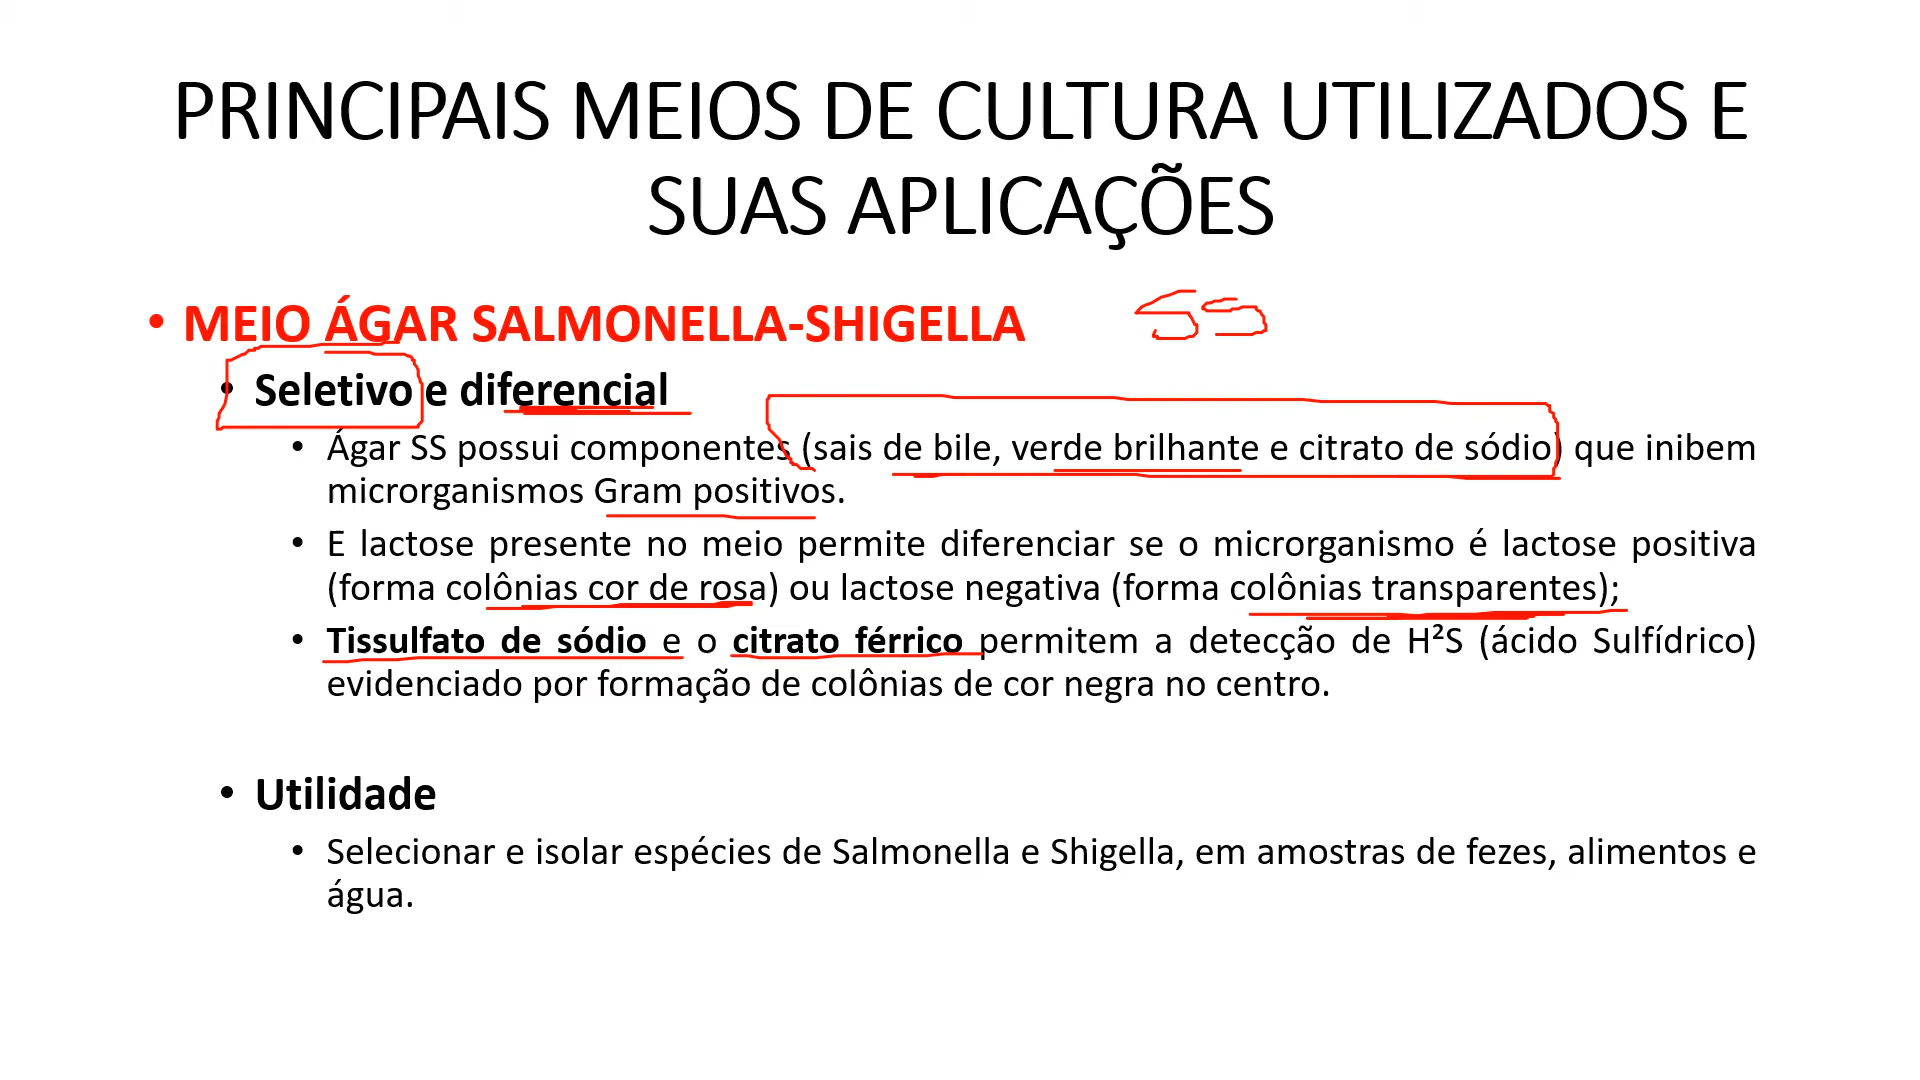 PRINCIPAIS MEIOS DE CULTURA UTILIZADOS E
SUAS APLICAÇÕES
• MEIO ÁGAR SALMONELLA-SHIGELLA SS
• Seletivo e diferencial
• Ágar SS possui componentes (sais de bile, verde brilhante e citrato de sódio) que inibem
microrganismos Gram positivos.
• E lactose presente no meio permite diferenciar se o microrganismo é lactose positiva
(forma colônias cor de rosa) ou lactose negativa (forma colônias transparentes);
• Tissulfato de sódio e o citrato férrico permitem a detecção de H²S (ácido Sulfídrico)
evidenciado por formação de colônias de cor negra no centro.
• Utilidade
• Selecionar e isolar espécies de Salmonella e Shigella, em amostras de fezes, alimentos e
água.